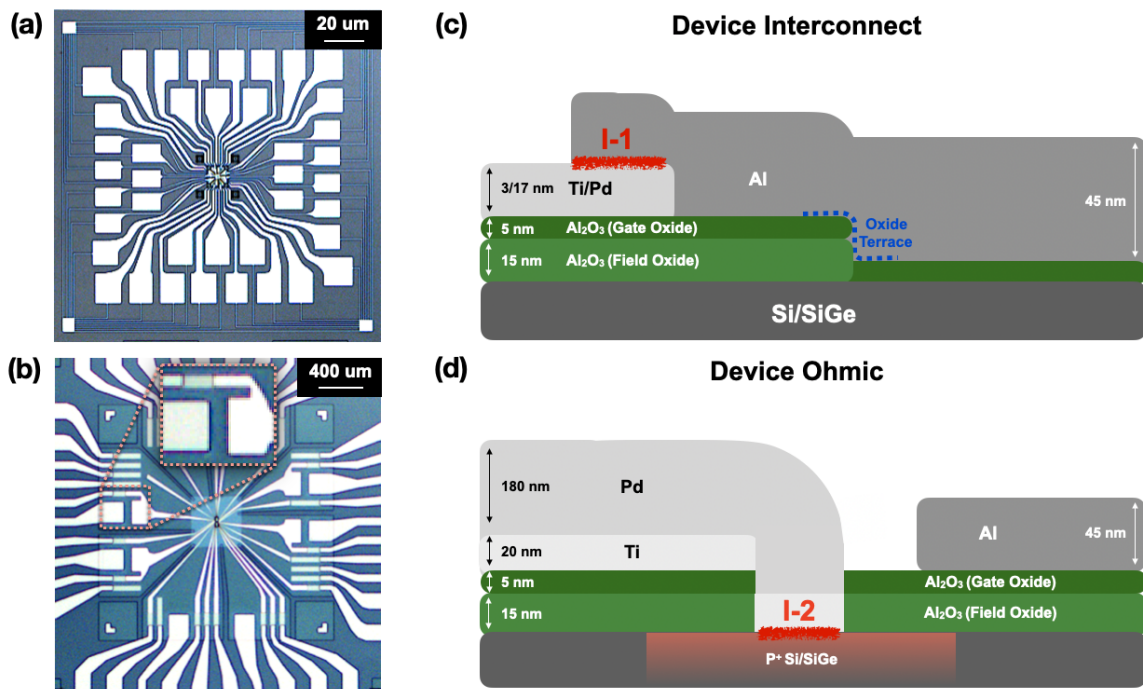 (a)
20 um
(b)
400 um
(c)
Device Interconnect
I-1
3/17 nm
Ti/Pd
Al
45 nm
5 nm
Al₂O₃ (Gate Oxide)
Oxide
Terrace
15 nm
Al₂O₃ (Field Oxide)
Si/SiGe
(d)
Device Ohmic
180 nm
Pd
20 nm
Ti
Al
45 nm
5 nm
Al₂O₃ (Gate Oxide)
15 nm
I-2
Al₂O₃ (Field Oxide)
P⁺ Si/SiGe